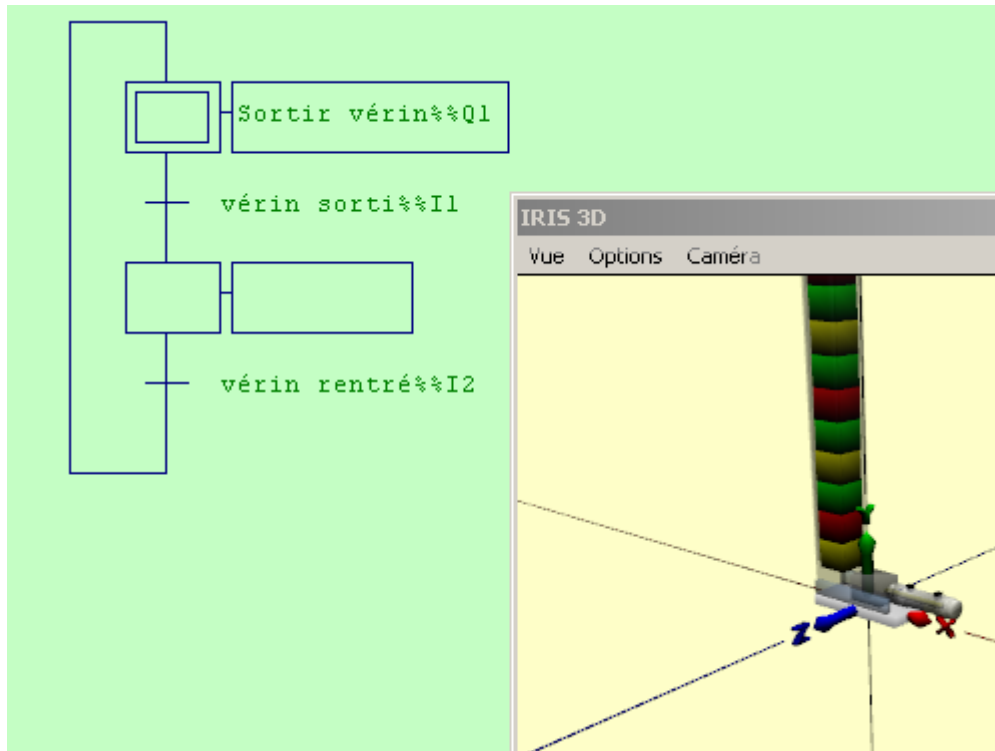 Sortir vérin%%Q1
vérin sorti%%I1
vérin rentré%%I2
IRIS 3D
Vue Options Caméra
Y
Z X